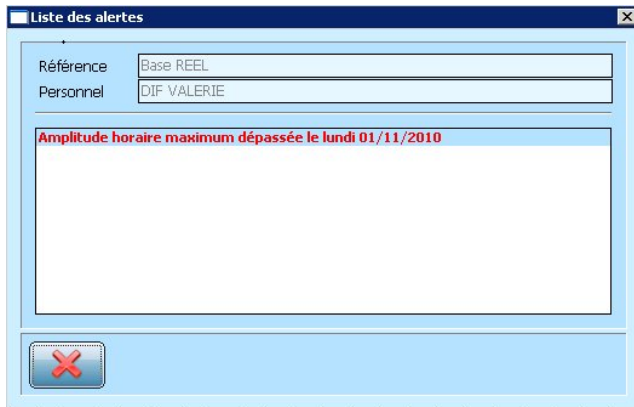 Liste des alertes
Référence Base REEL
Personnel DIF VALERIE
Amplitude horaire maximum dépassée le lundi 01/11/2010